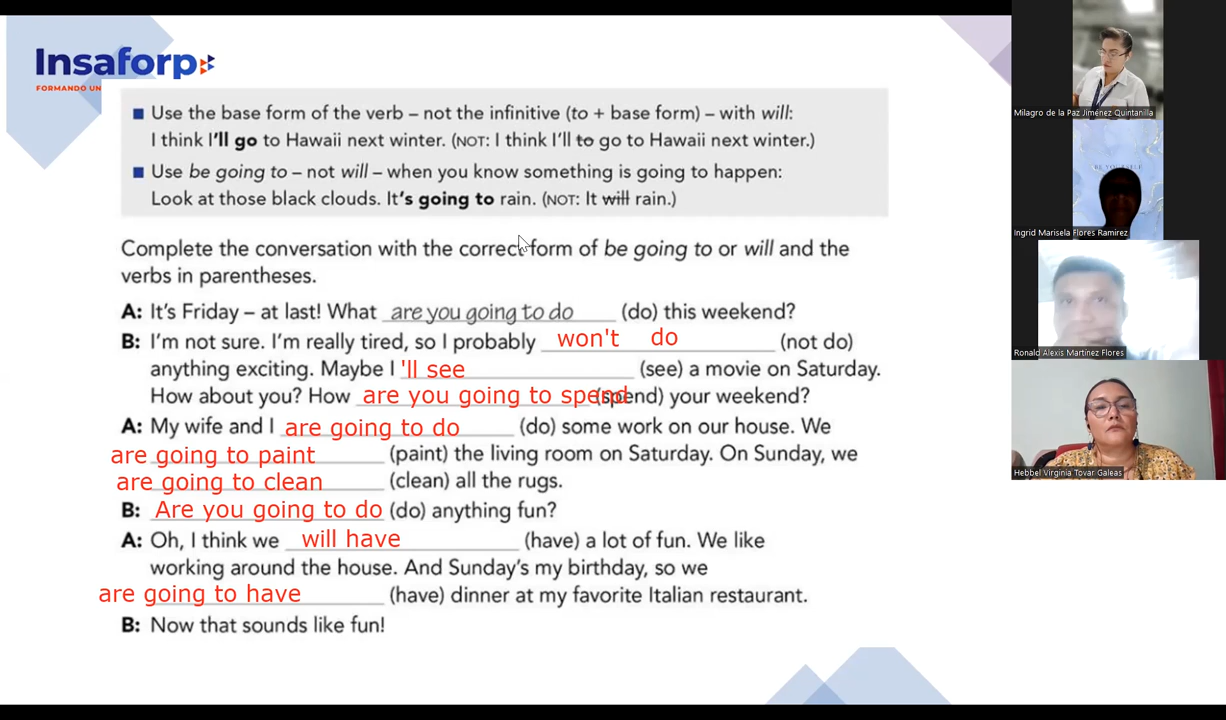 Insaforp
FORMANDO UN
Use the base form of the verb – not the infinitive (to + base form) – with will:
I think I'll go to Hawaii next winter. (NOT: I think I'll to go to Hawaii next winter.)
Use be going to – not will – when you know something is going to happen:
Look at those black clouds. It's going to rain. (NOT: It will rain.)
Complete the conversation with the correct form of be going to or will and the
verbs in parentheses.
A: It's Friday – at last! What are you going to do (do) this weekend?
B: I'm not sure. I'm really tired, so I probably won't do (not do)
anything exciting. Maybe I 'll see (see) a movie on Saturday.
How about you? How are you going to spend (spend) your weekend?
A: My wife and I are going to do (do) some work on our house. We
are going to paint (paint) the living room on Saturday. On Sunday, we
are going to clean (clean) all the rugs.
B: Are you going to do (do) anything fun?
A: Oh, I think we will have (have) a lot of fun. We like
working around the house. And Sunday's my birthday, so we
are going to have (have) dinner at my favorite Italian restaurant.
B: Now that sounds like fun!
Milagro de la Paz Jiménez Quintanilla
BE YOURSELF
Ingrid Marisela Flores Ramírez
Ronald Alexis Martínez Flores
Hebbel Virginia Tovar Galeas